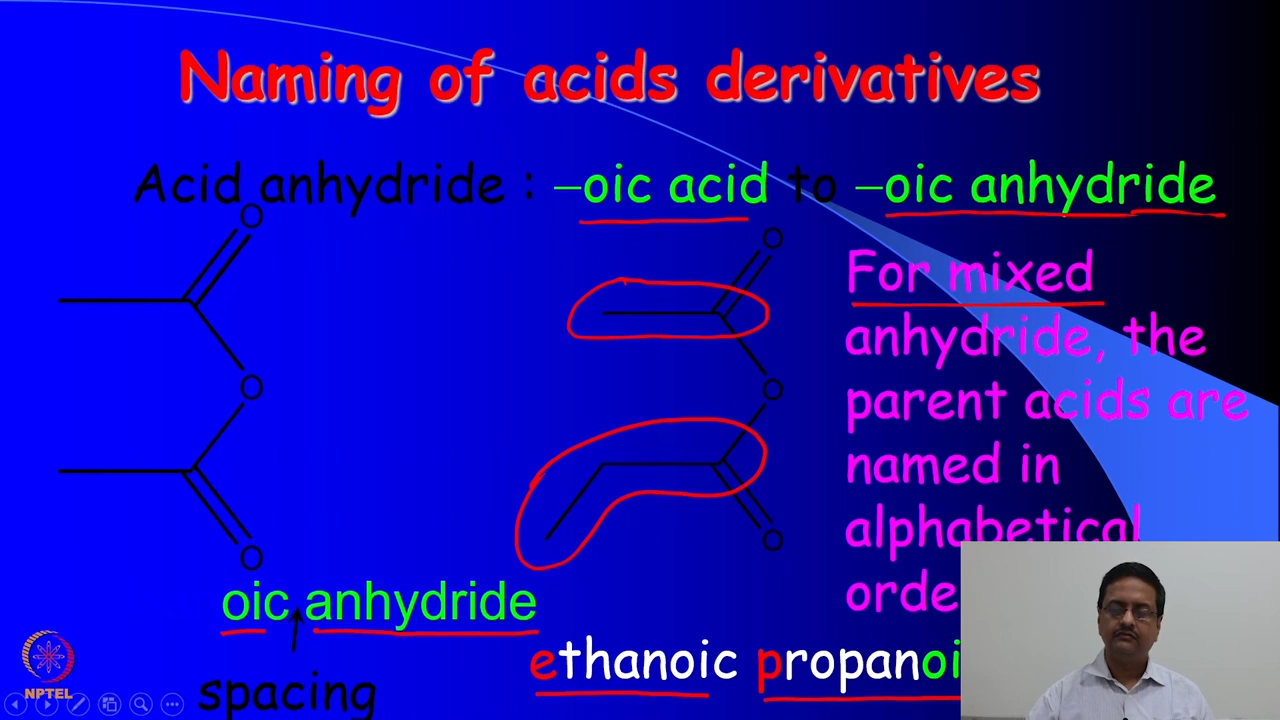 Naming of acids derivatives
Acid anhydride : –oic acid to –oic anhydride
O
O
O
O
O
O
For mixed
anhydride, the
parent acids are
named in
alphabetical
orde
oic anhydride
spacing
ethanoic propanoi
NPTEL